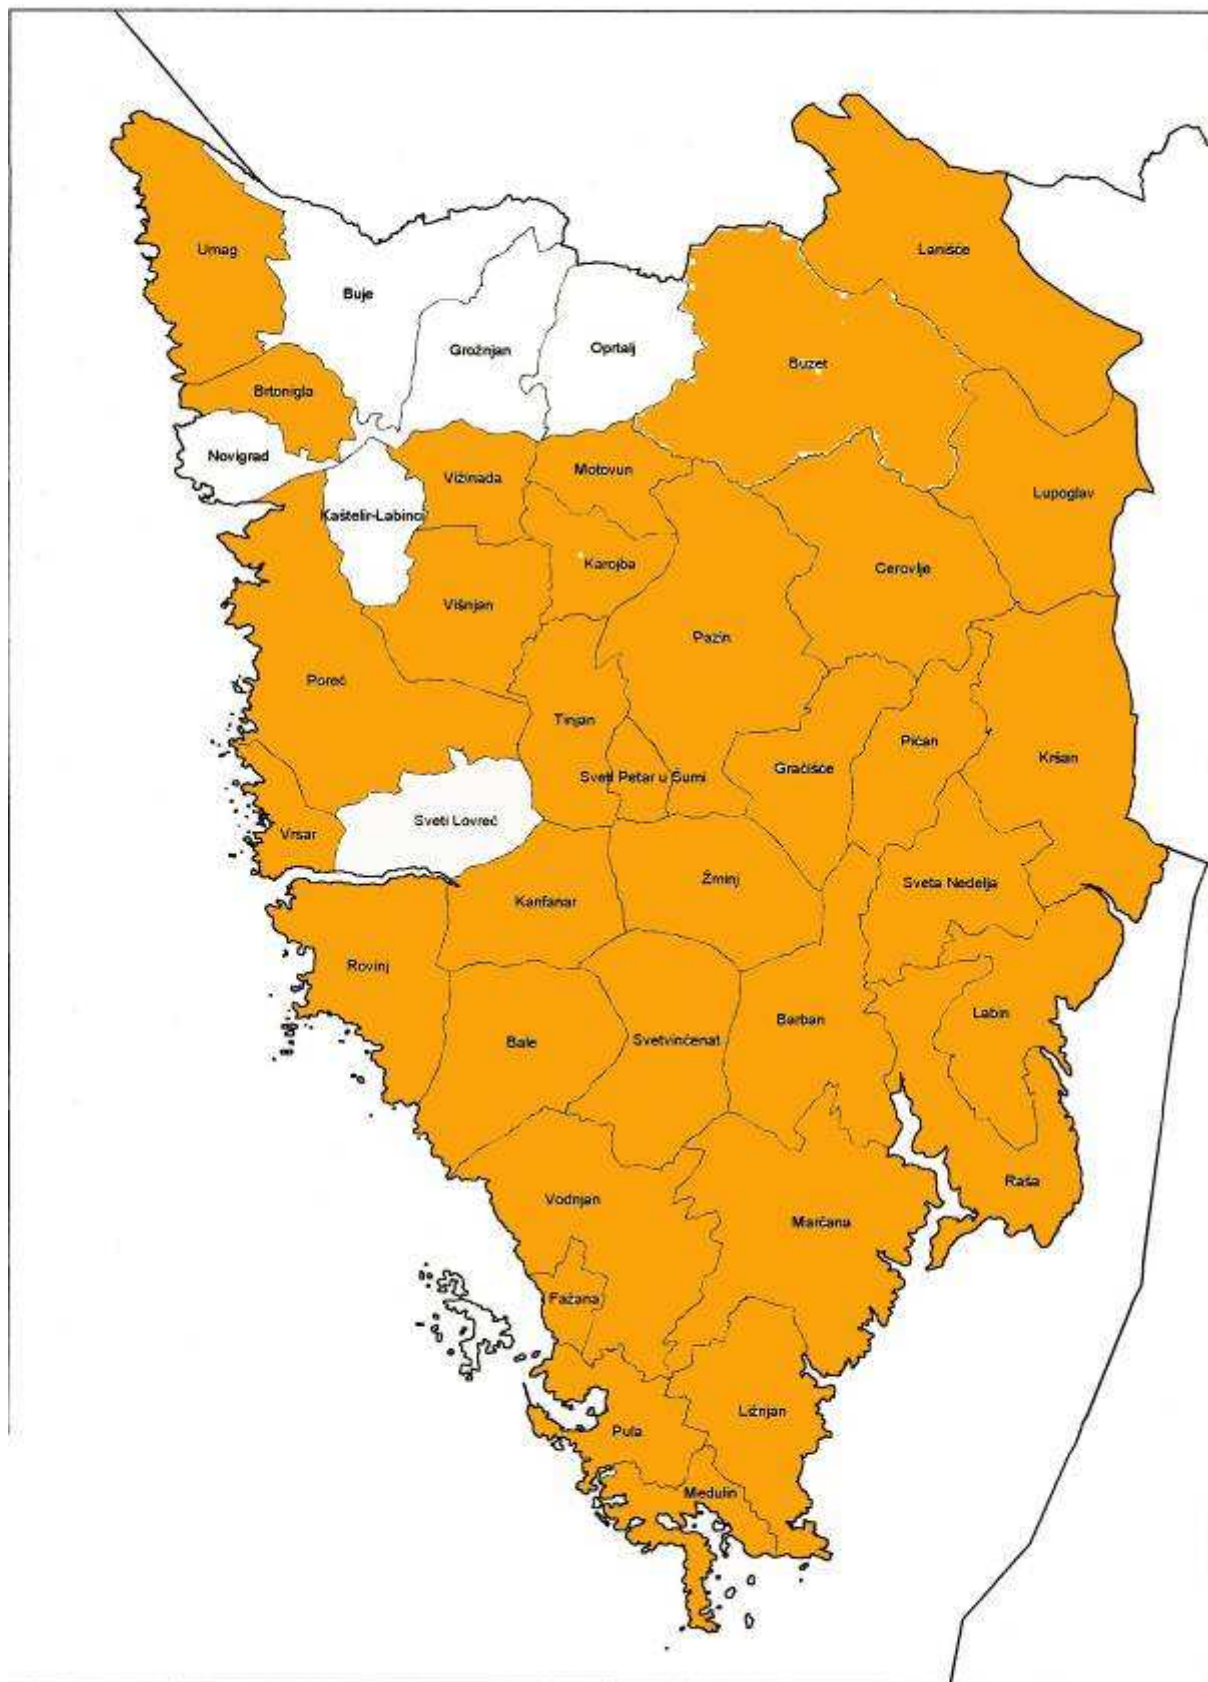 Umag
Lanišće
Buje
Grožnjan
Oprtalj
Buzet
Brtonigla
Novigrad
Vižinada
Motovun
Lupoglav
Kaštelir-Labinci
Karojba
Cerovlje
Višnjan
Pazin
Poreč
Tinjan
Pićan
Kršan
Gračišće
Sveti Petar u Šumi
Sveti Lovreč
Vrsar
Žminj
Sveta Nedelja
Kanfanar
Rovinj
Labin
Barban
Bale
Svetvinčenat
Raša
Vodnjan
Marčana
Fažana
Ližnjan
Pula
Medulin